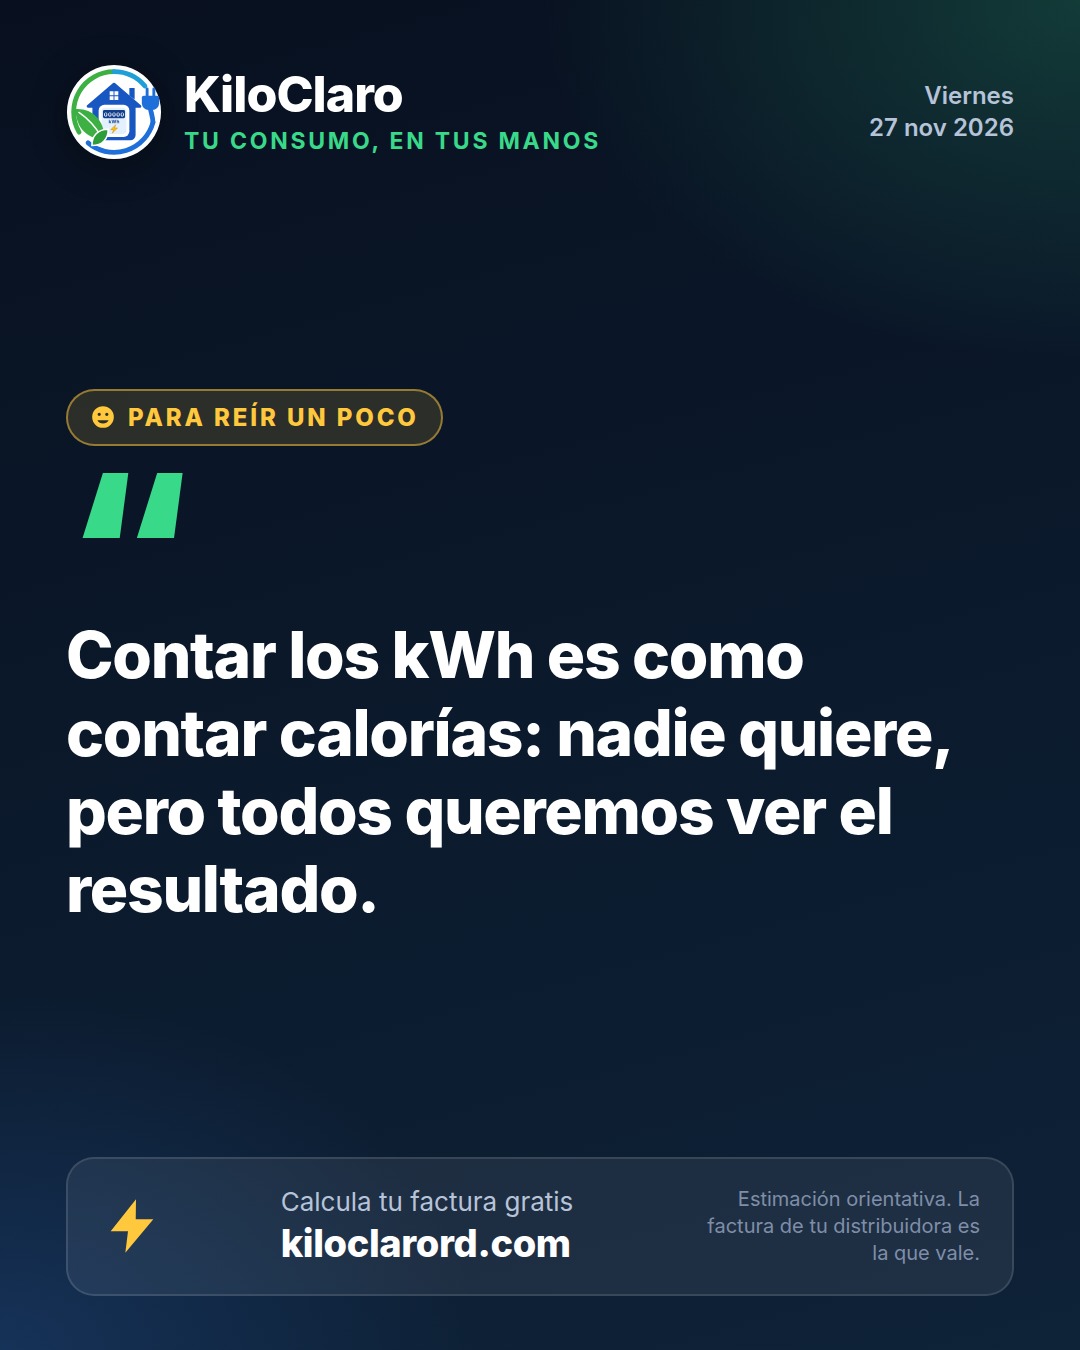 KiloClaro
TU CONSUMO, EN TUS MANOS
Viernes
27 nov 2026
PARA REÍR UN POCO
“
Contar los kWh es como
contar calorías: nadie quiere,
pero todos queremos ver el
resultado.
Calcula tu factura gratis
kiloclarord.com
Estimación orientativa. La
factura de tu distribuidora es
la que vale.